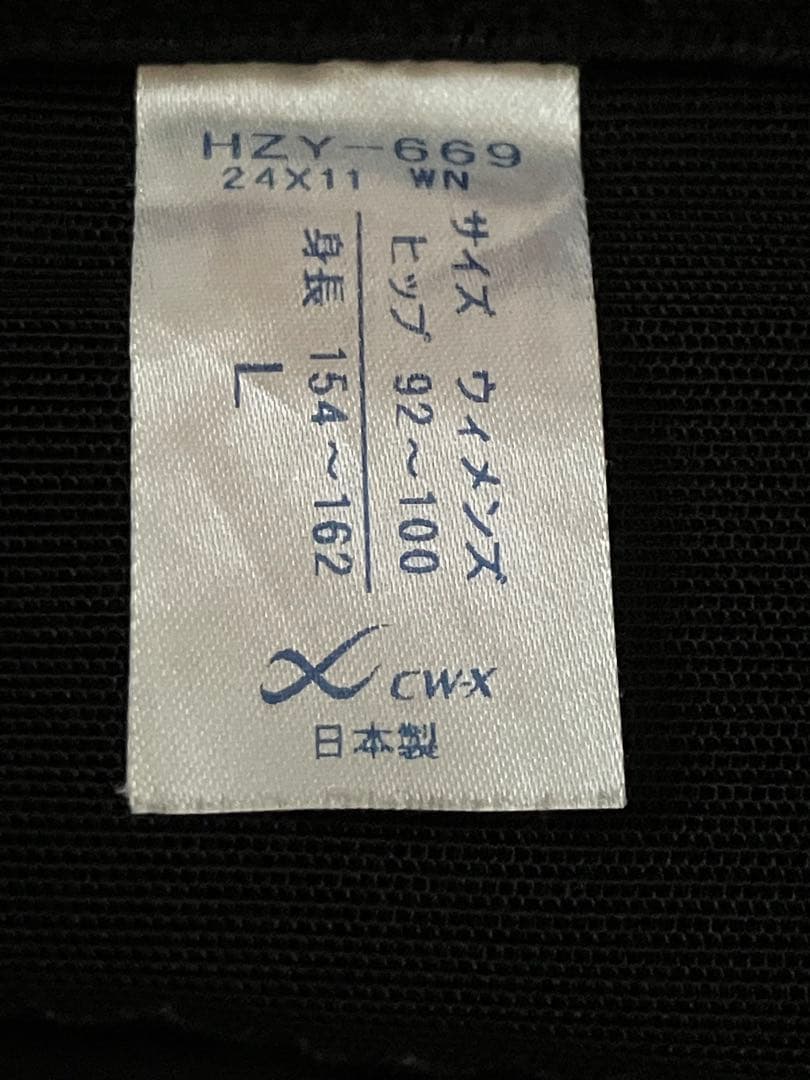 HZY-669
24X11 WN
サイズ ウィメンズ
ヒップ 92~100
身長 154~162
L
CW-X
日本製